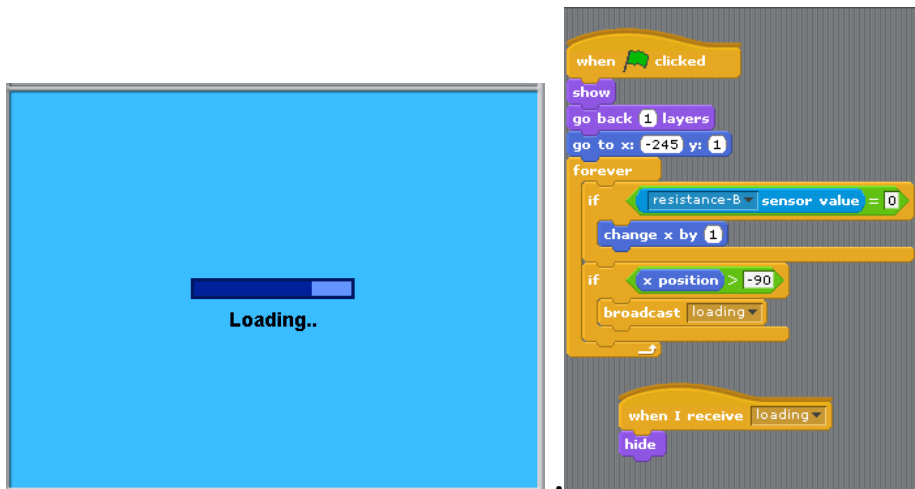 Loading..
when clicked
show
go back 1 layers
go to x: -245 y: 1
forever
if resistance-B sensor value = 0
change x by 1
if x position > -90
broadcast loading
when I receive loading
hide